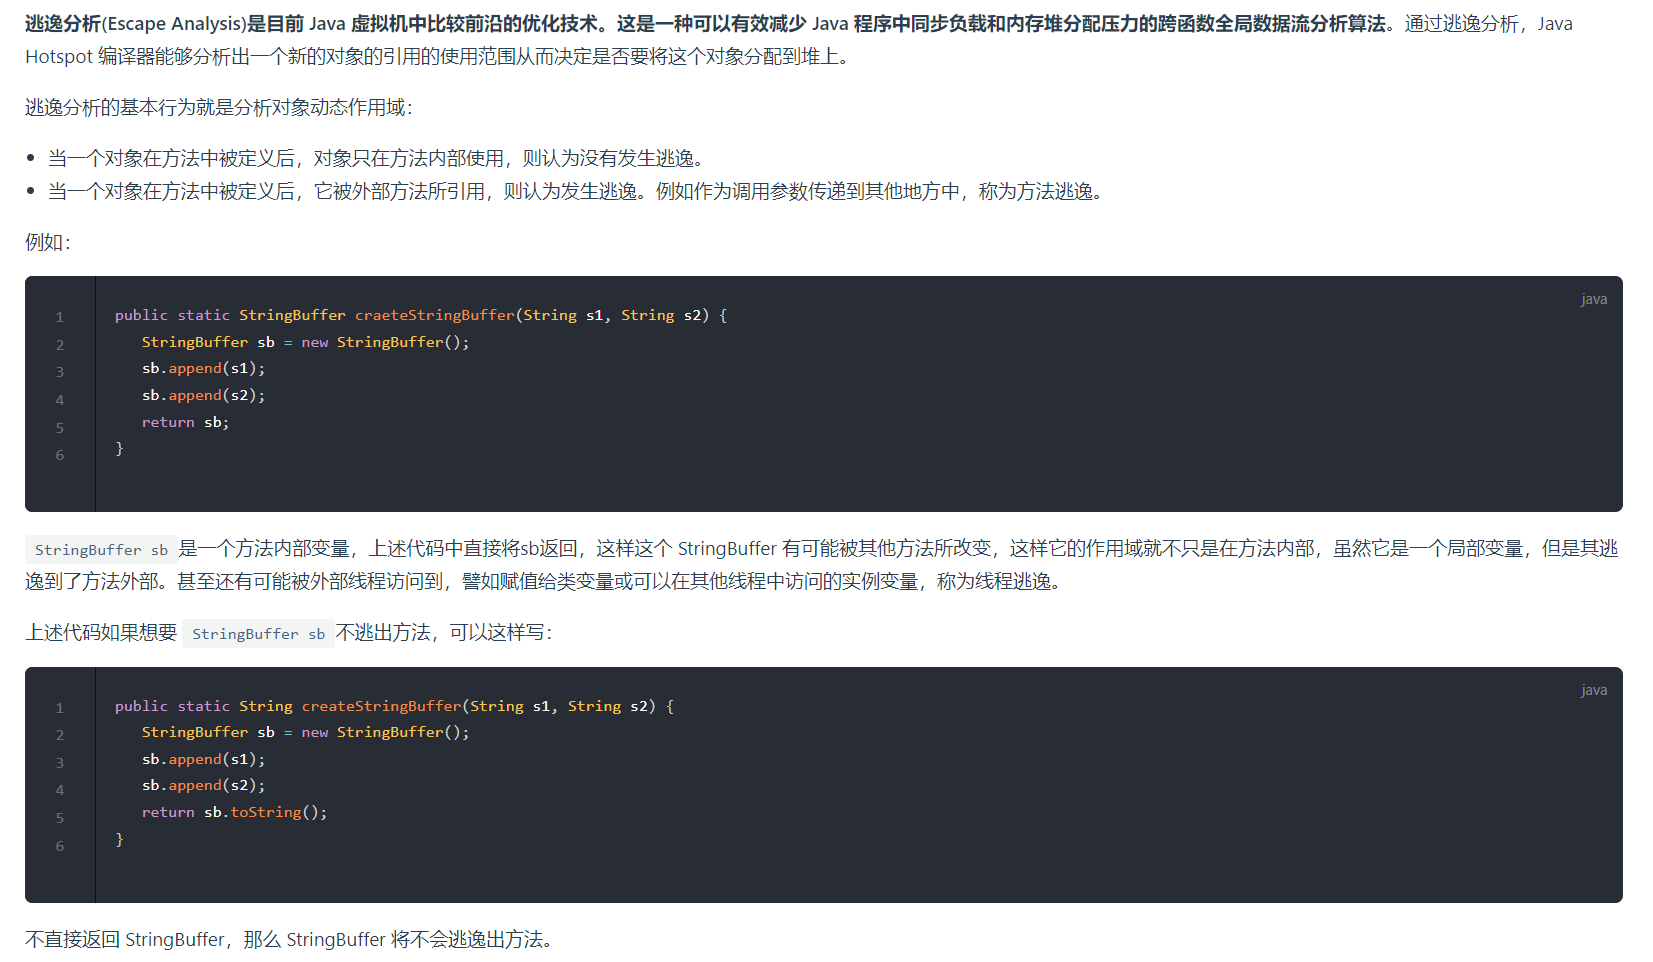 逃逸分析(Escape Analysis)是目前 Java 虚拟机中比较前沿的优化技术。这是一种可以有效减少 Java 程序中同步负载和内存堆分配压力的跨函数全局数据流分析算法。通过逃逸分析，Java
Hotspot 编译器能够分析出一个新的对象的引用的使用范围从而决定是否要将这个对象分配到堆上。
逃逸分析的基本行为就是分析对象动态作用域：
当一个对象在方法中被定义后，对象只在方法内部使用，则认为没有发生逃逸。
当一个对象在方法中被定义后，它被外部方法所引用，则认为发生逃逸。例如作为调用参数传递到其他地方中，称为方法逃逸。
例如：
java
1 public static StringBuffer craeteStringBuffer(String s1, String s2) {
2    StringBuffer sb = new StringBuffer();
3    sb.append(s1);
4    sb.append(s2);
5    return sb;
6 }
StringBuffer sb 是一个方法内部变量，上述代码中直接将sb返回，这样这个 StringBuffer 有可能被其他方法所改变，这样它的作用域就不只是在方法内部，虽然它是一个局部变量，但是其逃
逸到了方法外部。甚至还有可能被外部线程访问到，譬如赋值给类变量或可以在其他线程中访问的实例变量，称为线程逃逸。
上述代码如果想要 StringBuffer sb 不逃出方法，可以这样写：
java
1 public static String createStringBuffer(String s1, String s2) {
2    StringBuffer sb = new StringBuffer();
3    sb.append(s1);
4    sb.append(s2);
5    return sb.toString();
6 }
不直接返回 StringBuffer，那么 StringBuffer 将不会逃逸出方法。